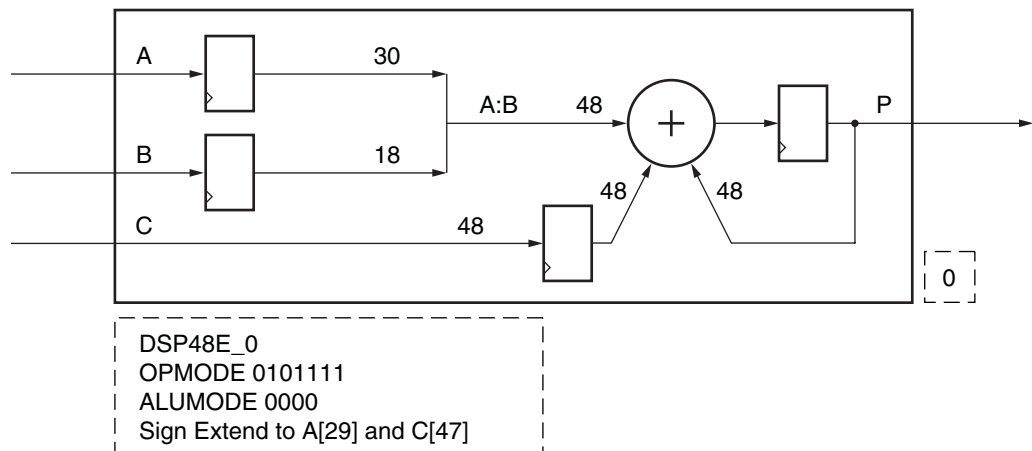 A 30
A:B 48
+
P
B 18
48 48
C 48
0
DSP48E_0
OPMODE 0101111
ALUMODE 0000
Sign Extend to A[29] and C[47]